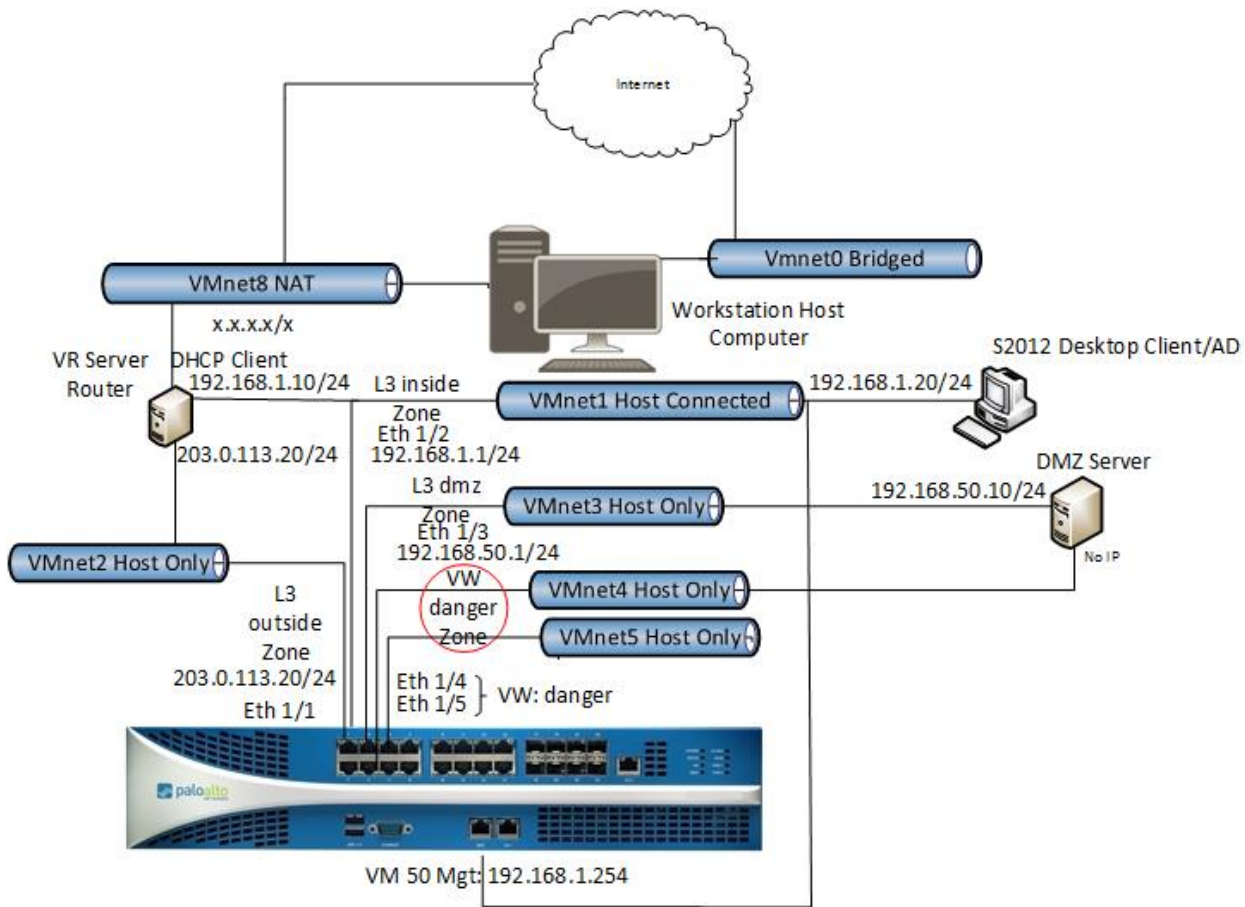 Internet
VMnet8 NAT
Vmnet0 Bridged
x.x.x.x/x
Workstation Host
Computer
VR Server
Router
DHCP Client
192.168.1.10/24
L3 inside
Zone
Eth 1/2
192.168.1.1/24
VMnet1 Host Connected
192.168.1.20/24
S2012 Desktop Client/AD
203.0.113.20/24
L3 dmz
Zone
Eth 1/3
192.168.50.1/24
VMnet3 Host Only
192.168.50.10/24
DMZ Server
No IP
VMnet2 Host Only
VW
danger
Zone
VMnet4 Host Only
VMnet5 Host Only
L3
outside
Zone
203.0.113.20/24
Eth 1/1
Eth 1/4
Eth 1/5
VW: danger
paloalto
VM 50 Mgt: 192.168.1.254